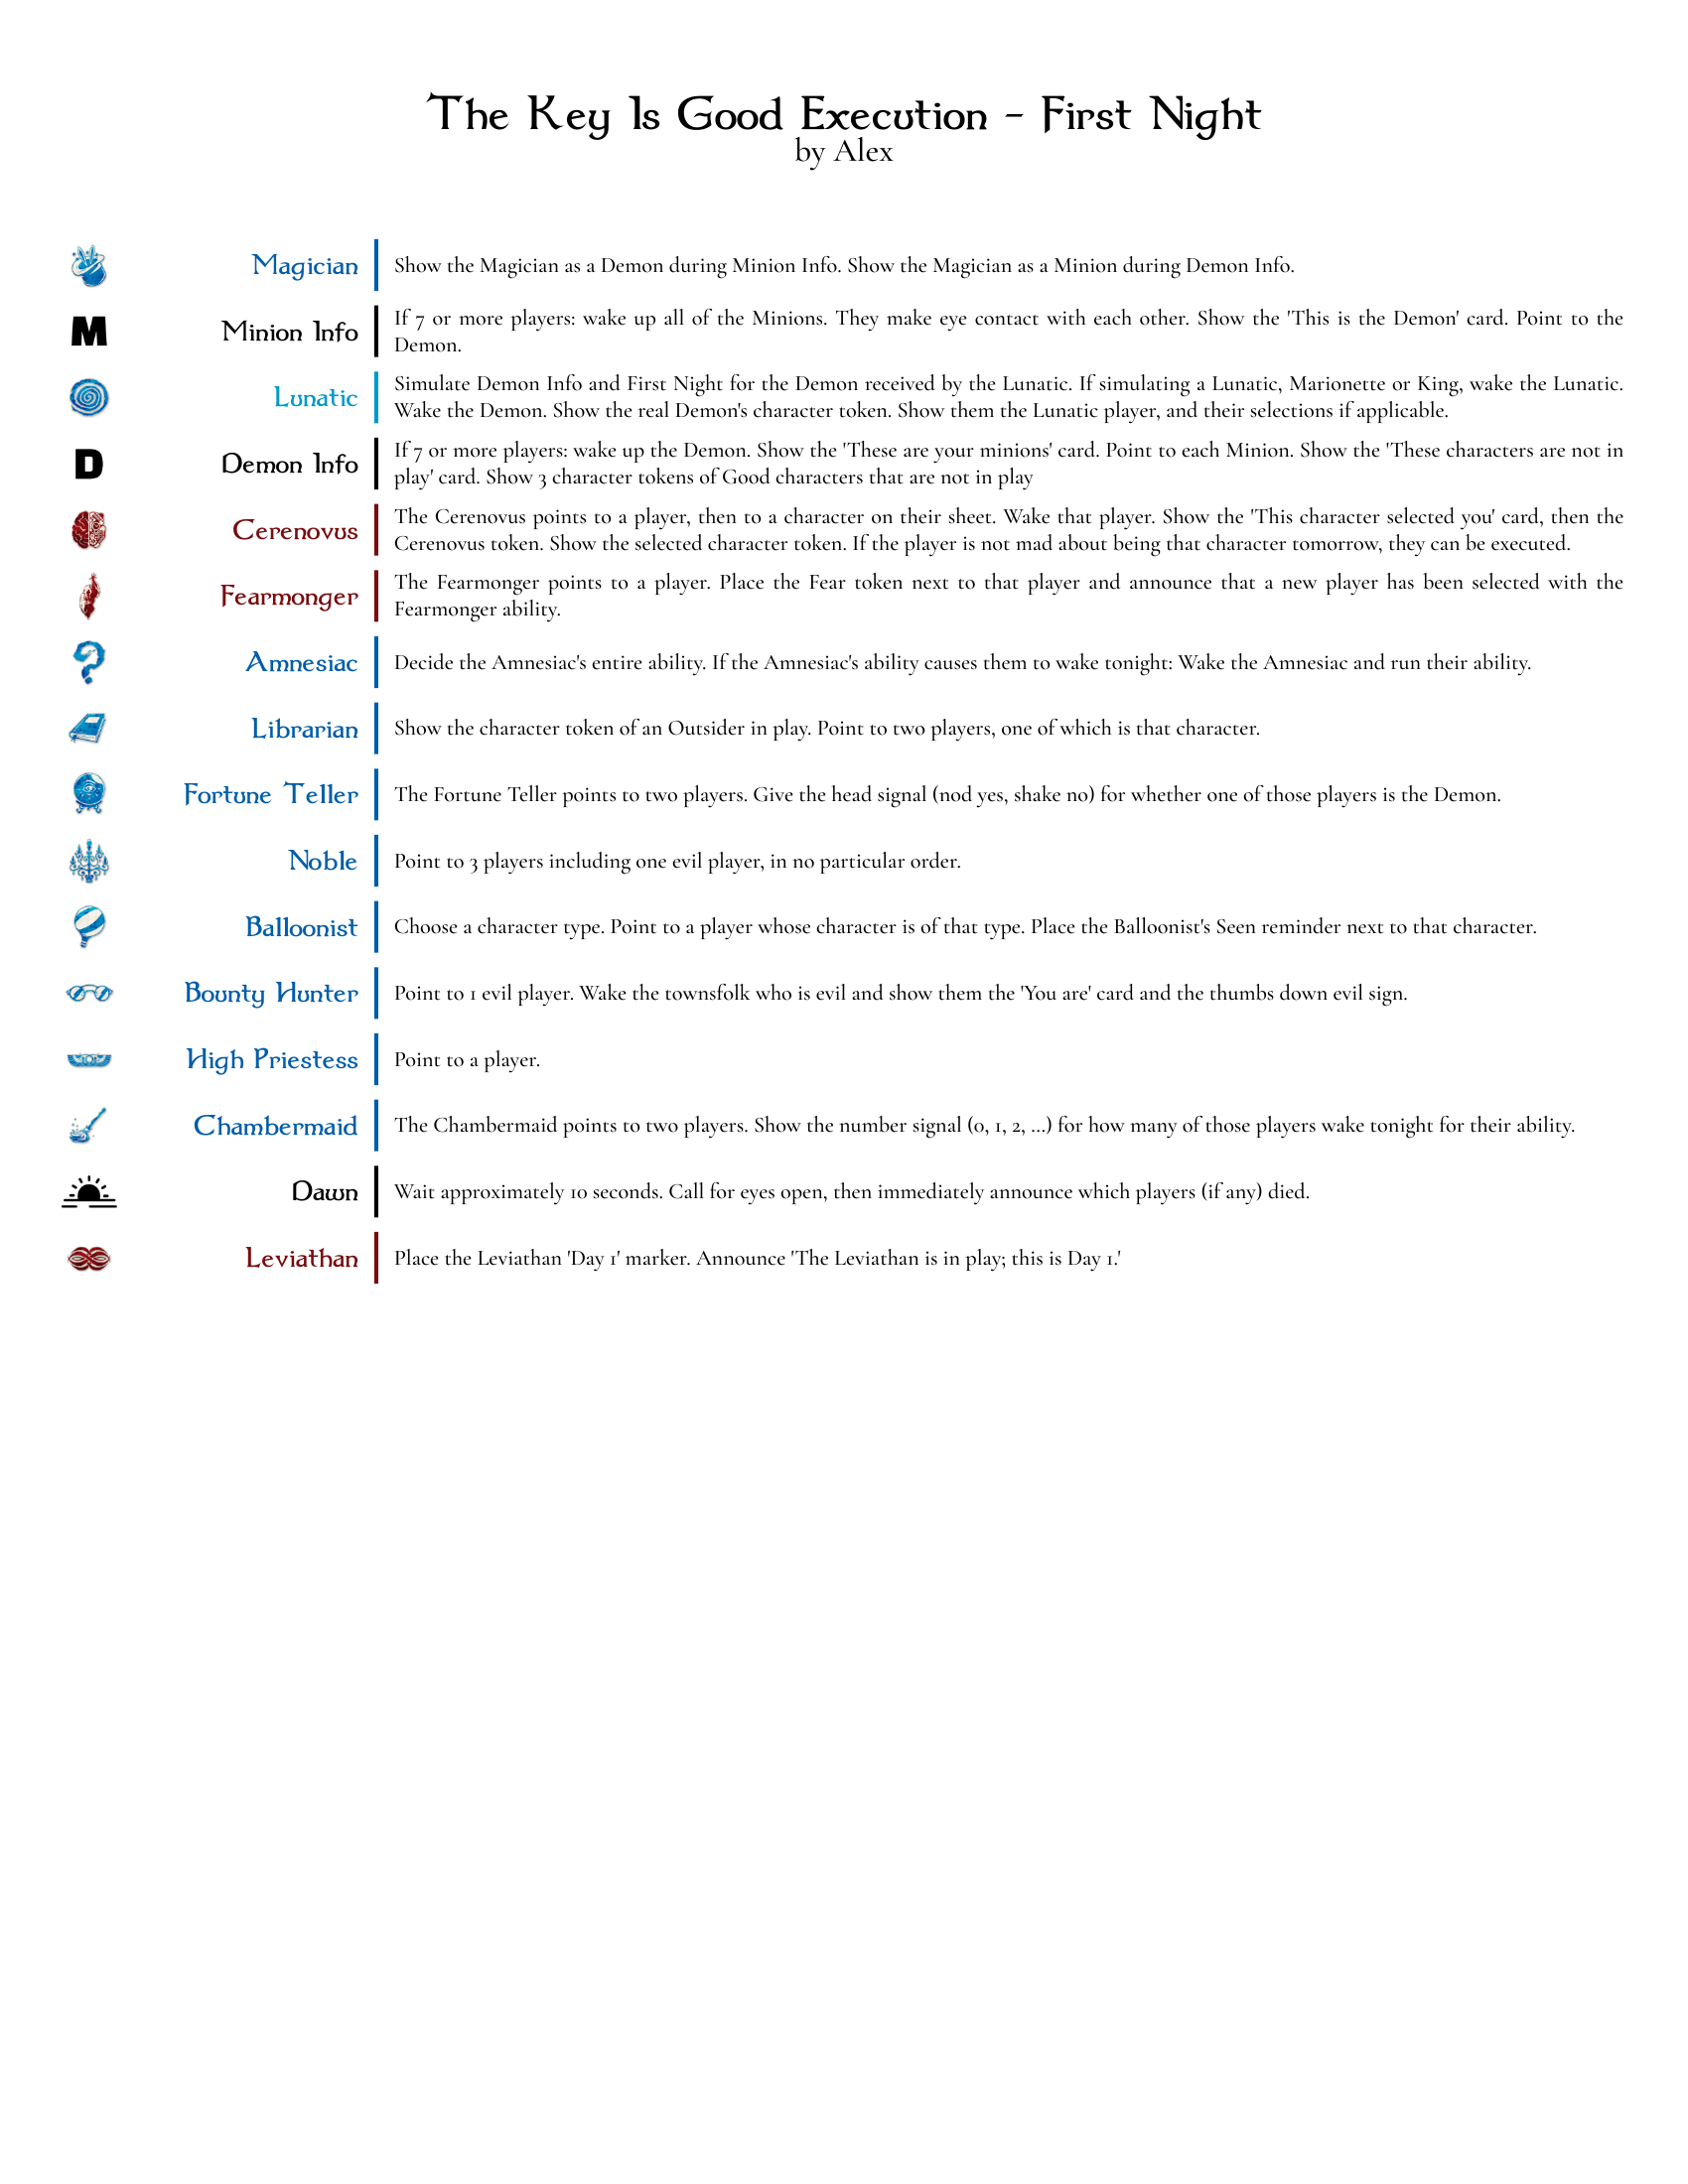 The Key Is Good Execution - First Night
by Alex
Magician
Show the Magician as a Demon during Minion Info. Show the Magician as a Minion during Demon Info.
M
Minion Info
If 7 or more players: wake up all of the Minions. They make eye contact with each other. Show the 'This is the Demon' card. Point to the
Demon.
Lunatic
Simulate Demon Info and First Night for the Demon received by the Lunatic. If simulating a Lunatic, Marionette or King, wake the Lunatic.
Wake the Demon. Show the real Demon's character token. Show them the Lunatic player, and their selections if applicable.
D
Demon Info
If 7 or more players: wake up the Demon. Show the 'These are your minions' card. Point to each Minion. Show the 'These characters are not in
play' card. Show 3 character tokens of Good characters that are not in play
Cerenovus
The Cerenovus points to a player, then to a character on their sheet. Wake that player. Show the 'This character selected you' card, then the
Cerenovus token. Show the selected character token. If the player is not mad about being that character tomorrow, they can be executed.
Fearmonger
The Fearmonger points to a player. Place the Fear token next to that player and announce that a new player has been selected with the
Fearmonger ability.
Amnesiac
Decide the Amnesiac's entire ability. If the Amnesiac's ability causes them to wake tonight: Wake the Amnesiac and run their ability.
Librarian
Show the character token of an Outsider in play. Point to two players, one of which is that character.
Fortune Teller
The Fortune Teller points to two players. Give the head signal (nod yes, shake no) for whether one of those players is the Demon.
Noble
Point to 3 players including one evil player, in no particular order.
Balloonist
Choose a character type. Point to a player whose character is of that type. Place the Balloonist's Seen reminder next to that character.
Bounty Hunter
Point to 1 evil player. Wake the townsfolk who is evil and show them the 'You are' card and the thumbs down evil sign.
High Priestess
Point to a player.
Chambermaid
The Chambermaid points to two players. Show the number signal (0, 1, 2, ...) for how many of those players wake tonight for their ability.
Dawn
Wait approximately 10 seconds. Call for eyes open, then immediately announce which players (if any) died.
Leviathan
Place the Leviathan 'Day 1' marker. Announce 'The Leviathan is in play; this is Day 1.'